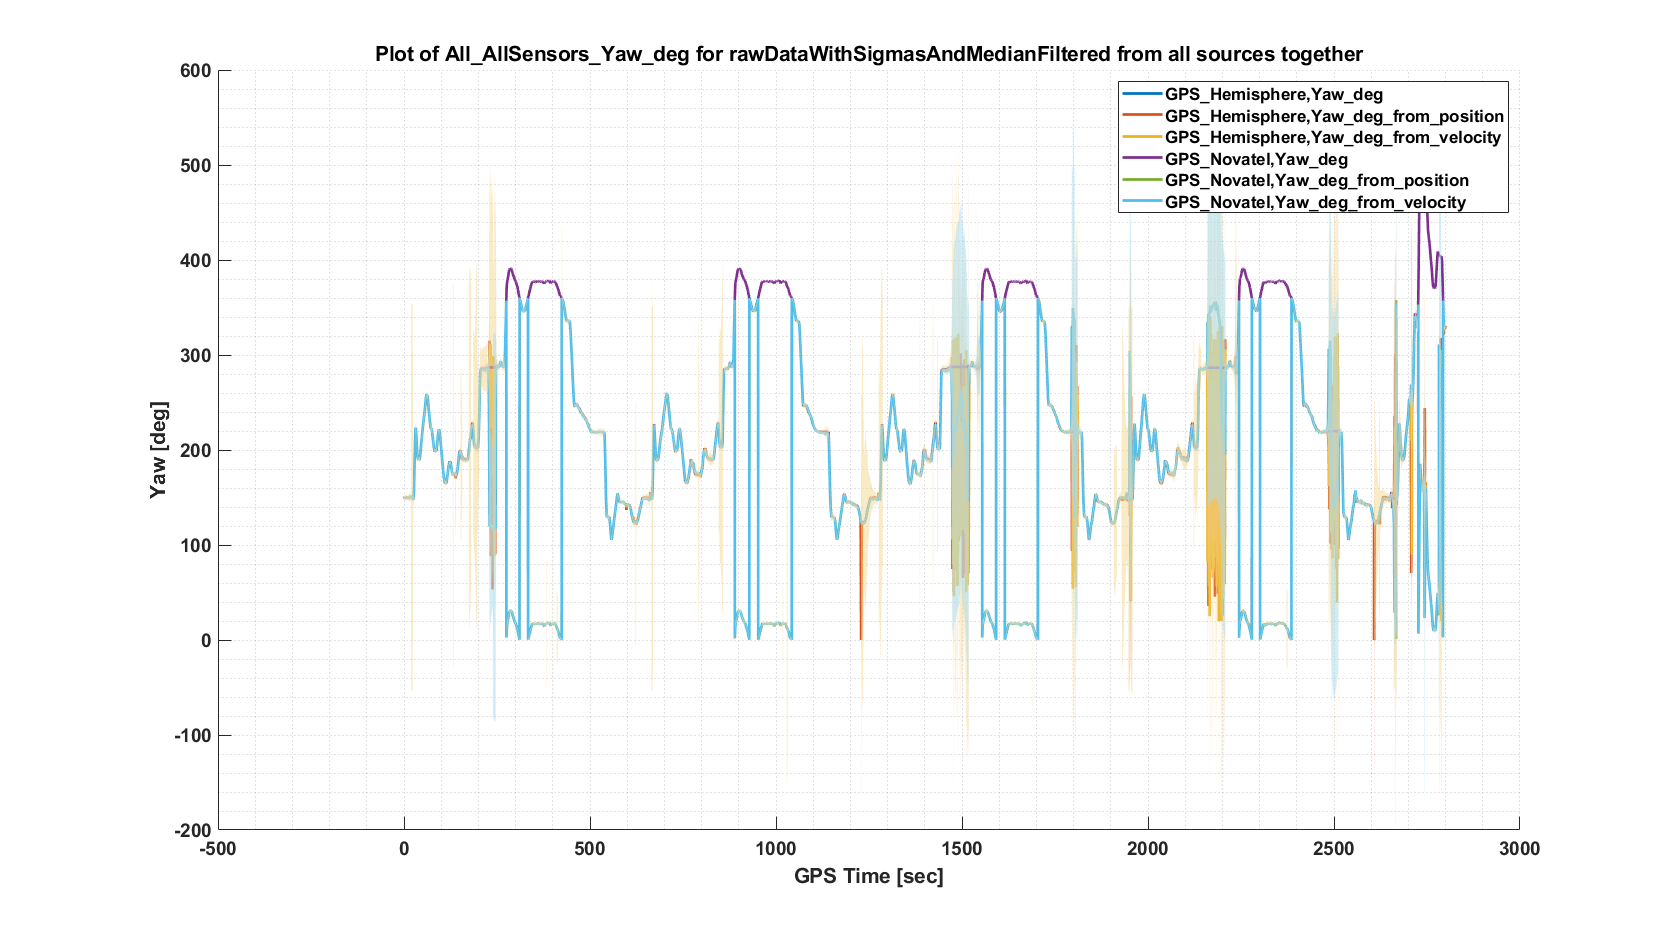 Plot of All_AllSensors_Yaw_deg for rawDataWithSigmasAndMedianFiltered from all sources together
600
500
400
300
200
100
0
-100
-200
Yaw [deg]
GPS_Hemisphere,Yaw_deg
GPS_Hemisphere,Yaw_deg_from_position
GPS_Hemisphere,Yaw_deg_from_velocity
GPS_Novatel,Yaw_deg
GPS_Novatel,Yaw_deg_from_position
GPS_Novatel,Yaw_deg_from_velocity
-500 0 500 1000 1500 2000 2500 3000
GPS Time [sec]